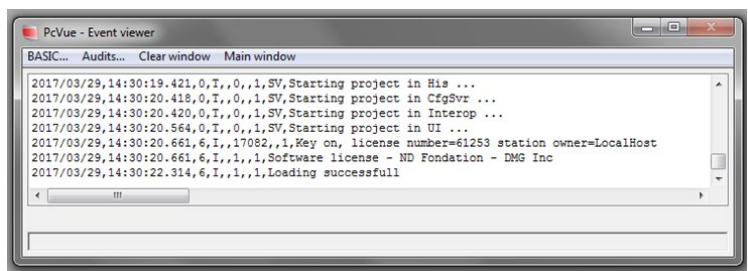 PcVue - Event viewer
BASIC... Audits... Clear window Main window
2017/03/29,14:30:19.421,0,T,,0,,1,SV,Starting project in His ...
2017/03/29,14:30:20.418,0,T,,0,,1,SV,Starting project in CfgSvr ...
2017/03/29,14:30:20.420,0,T,,0,,1,SV,Starting project in Interop ...
2017/03/29,14:30:20.564,0,T,,0,,1,SV,Starting project in UI ...
2017/03/29,14:30:20.661,6,I,,17082,,1,Key on, license number=61253 station owner=LocalHost
2017/03/29,14:30:20.661,6,I,,1,,1,Software license - ND Fondation - DMG Inc
2017/03/29,14:30:22.314,6,I,,1,,1,Loading successfull